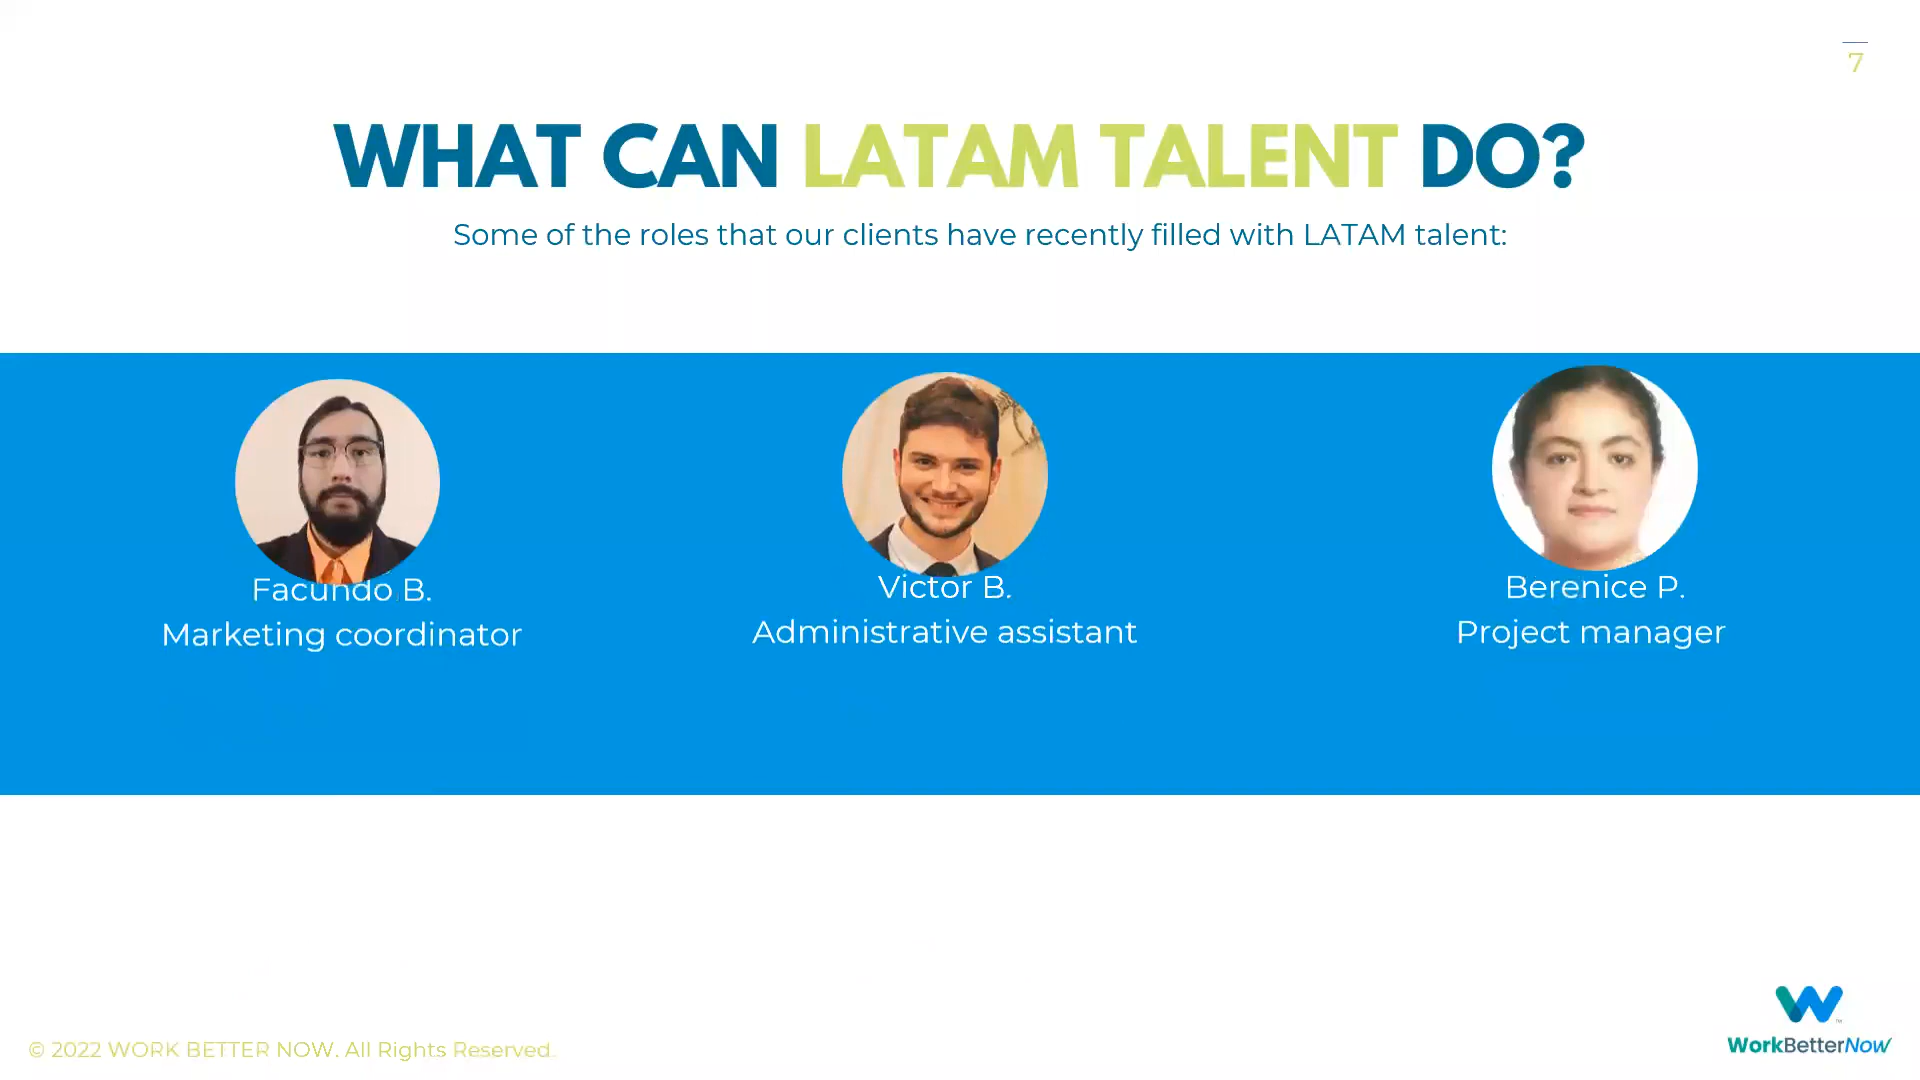 7
WHAT CAN LATAM TALENT DO?
Some of the roles that our clients have recently filled with LATAM talent:
Facundo B.
Marketing coordinator
Victor B.
Administrative assistant
Berenice P.
Project manager
© 2022 WORK BETTER NOW. All Rights Reserved.
WorkBetterNow